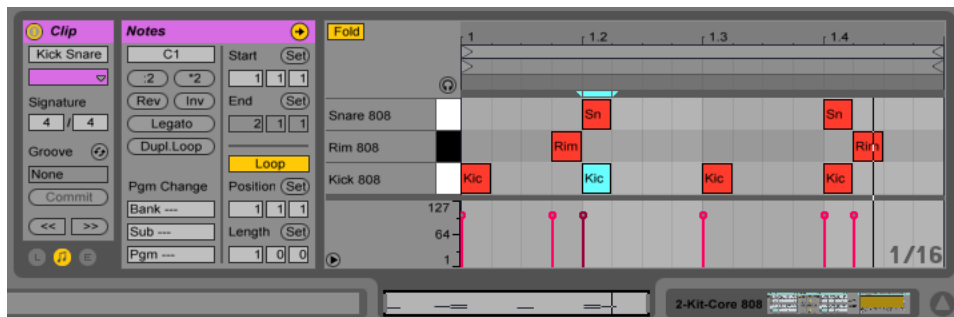 Clip
Kick Snare
Signature
4 / 4
Groove
None
Commit
<< >>
L E
Notes
C1
:2 *2
Rev Inv
Legato
Dupl.Loop
Pgm Change
Bank ---
Sub ---
Pgm ---
Start Set
1 1 1
End Set
2 1 1
Loop
Position Set
1 1 1
Length Set
1 0 0
Fold
1 1.2 1.3 1.4
Snare 808 Sn Sn
Rim 808 Rim Rim
Kick 808 Kic Kic Kic Kic
127
64
1
1/16
2-Kit-Core 808